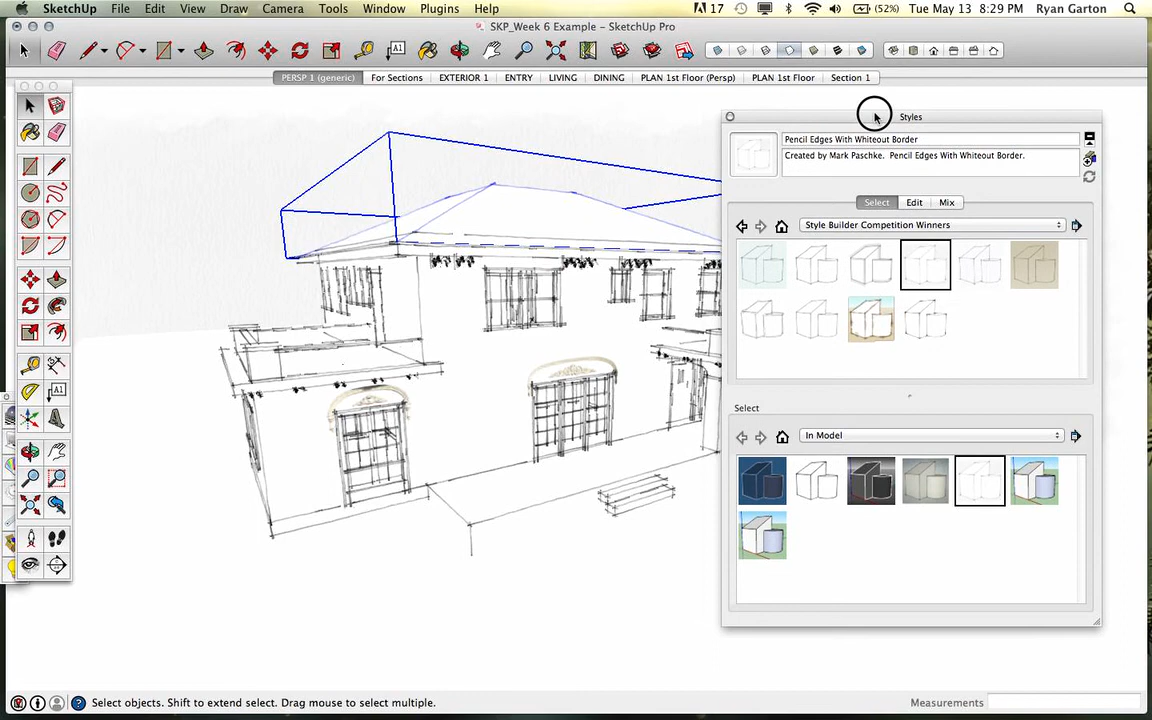 SketchUp File Edit View Draw Camera Tools Window Plugins Help 17 (52%) Tue May 13 8:29 PM Ryan Garton
SKP_Week 6 Example – SketchUp Pro
A1
PERSP 1 (generic) For Sections EXTERIOR 1 ENTRY LIVING DINING PLAN 1st Floor (Persp) PLAN 1st Floor Section 1
Styles
Pencil Edges With Whiteout Border
Created by Mark Paschke. Pencil Edges With Whiteout Border.
Select Edit Mix
Style Builder Competition Winners
Select
In Model
A1
Select objects. Shift to extend select. Drag mouse to select multiple.
Measurements